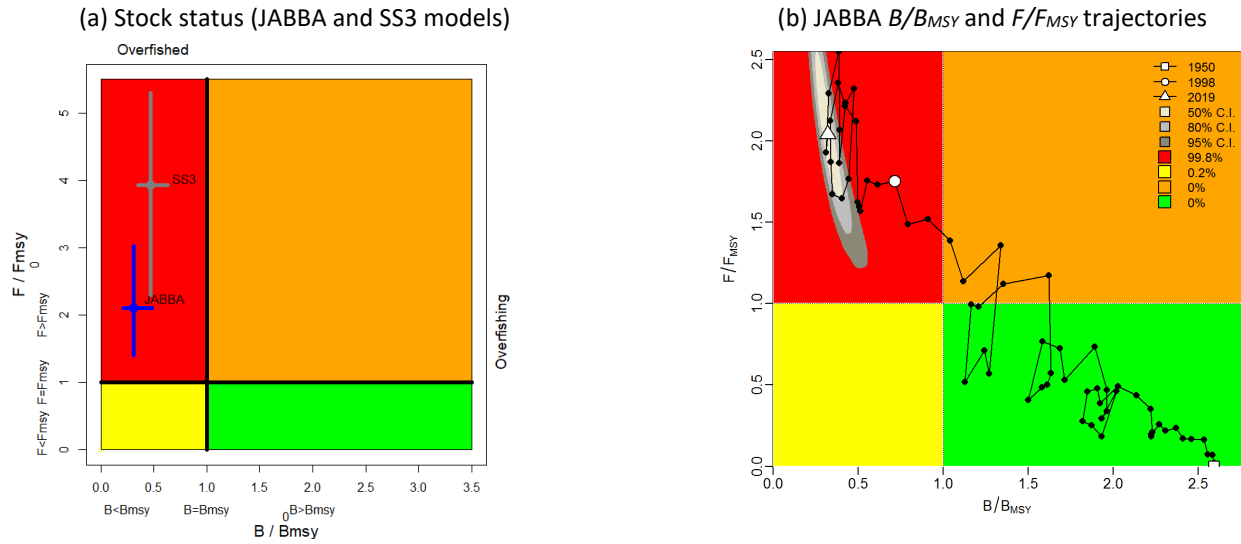 (a) Stock status (JABBA and SS3 models)
Overfished
F / Fmsy
0
F<Fmsy F=Fmsy F>Fmsy
5
4
3
2
1
0
SS3
JABBA
Overfishing
0.0 0.5 1.0 1.5 2.0 2.5 3.0 3.5
B<Bmsy B=Bmsy 0 B>Bmsy
B / Bmsy
(b) JABBA B/BMSY and F/FMSY trajectories
F/FMSY
2.5
2.0
1.5
1.0
0.5
0.0
1950
1998
2019
50% C.I.
80% C.I.
95% C.I.
99.8%
0.2%
0%
0%
0.0 0.5 1.0 1.5 2.0 2.5
B/BMSY